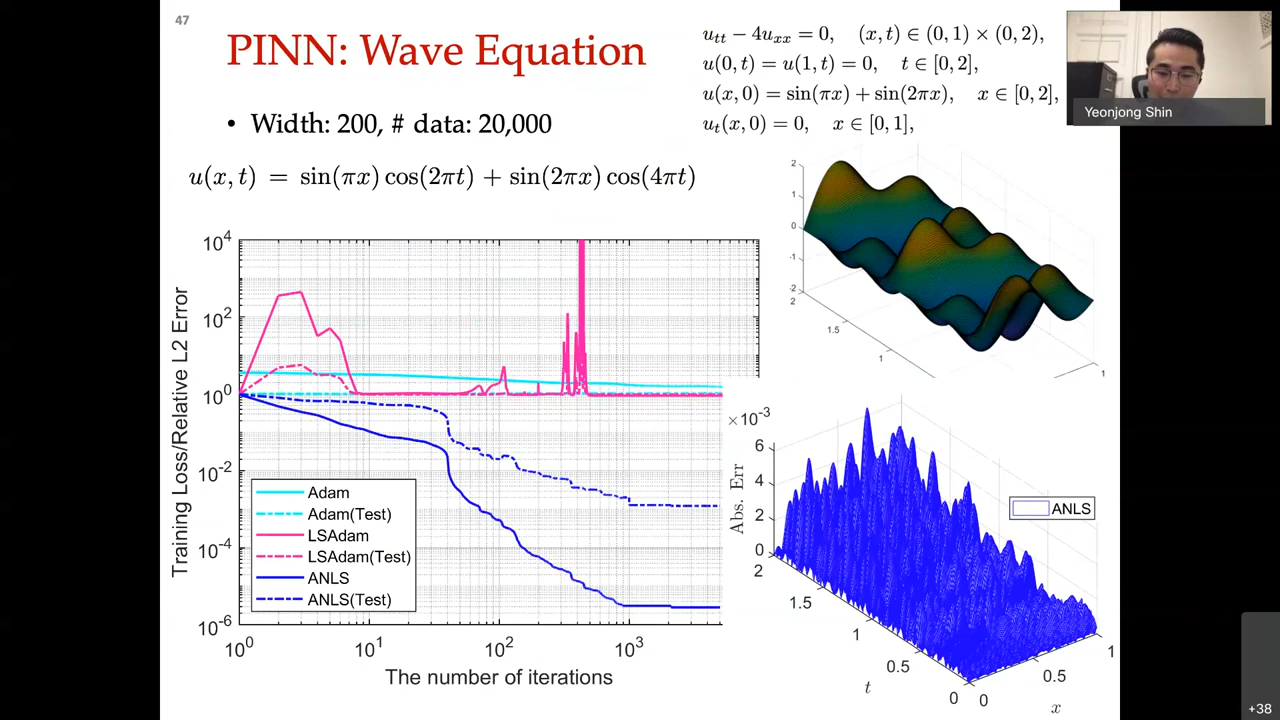 47
PINN: Wave Equation
• Width: 200, # data: 20,000
u(x, t) = sin(πx) cos(2πt) + sin(2πx) cos(4πt)
u_tt − 4u_xx = 0, (x, t) ∈ (0, 1) × (0, 2),
u(0, t) = u(1, t) = 0, t ∈ [0, 2],
u(x, 0) = sin(πx) + sin(2πx), x ∈ [0, 2],
u_t(x, 0) = 0, x ∈ [0, 1],
Yeonjong Shin
2
1
0
-1
-2
2
1.5
1
1
10^4
10^2
10^0
10^-2
10^-4
10^-6
Training Loss/Relative L2 Error
Adam
Adam(Test)
LSAdam
LSAdam(Test)
ANLS
ANLS(Test)
10^0 10^1 10^2 10^3
The number of iterations
×10^-3
6
4
2
0
Abs. Err
ANLS
2
1.5
1
0.5
0
t
0
0.5
1
x
+38